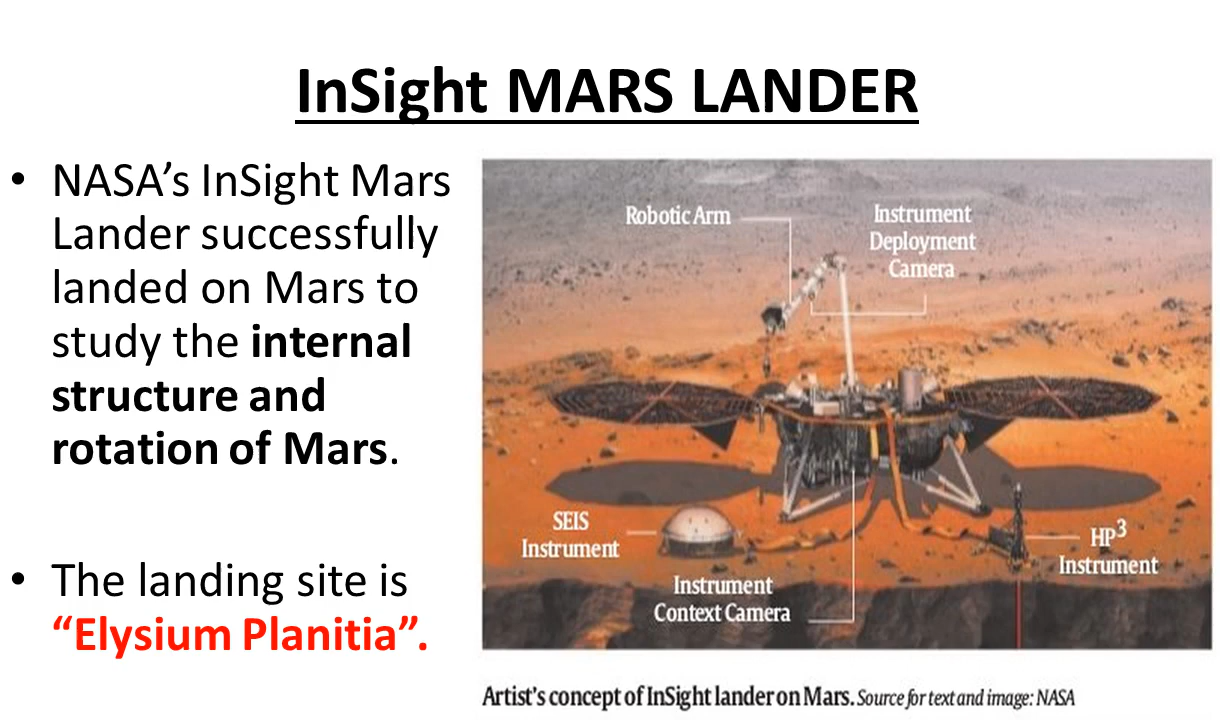 InSight MARS LANDER
• NASA’s InSight Mars
Lander successfully
landed on Mars to
study the internal
structure and
rotation of Mars.
• The landing site is
“Elysium Planitia”.
Robotic Arm
Instrument
Deployment
Camera
SEIS
Instrument
Instrument
Context Camera
HP³
Instrument
Artist’s concept of InSight lander on Mars. Source for text and image: NASA